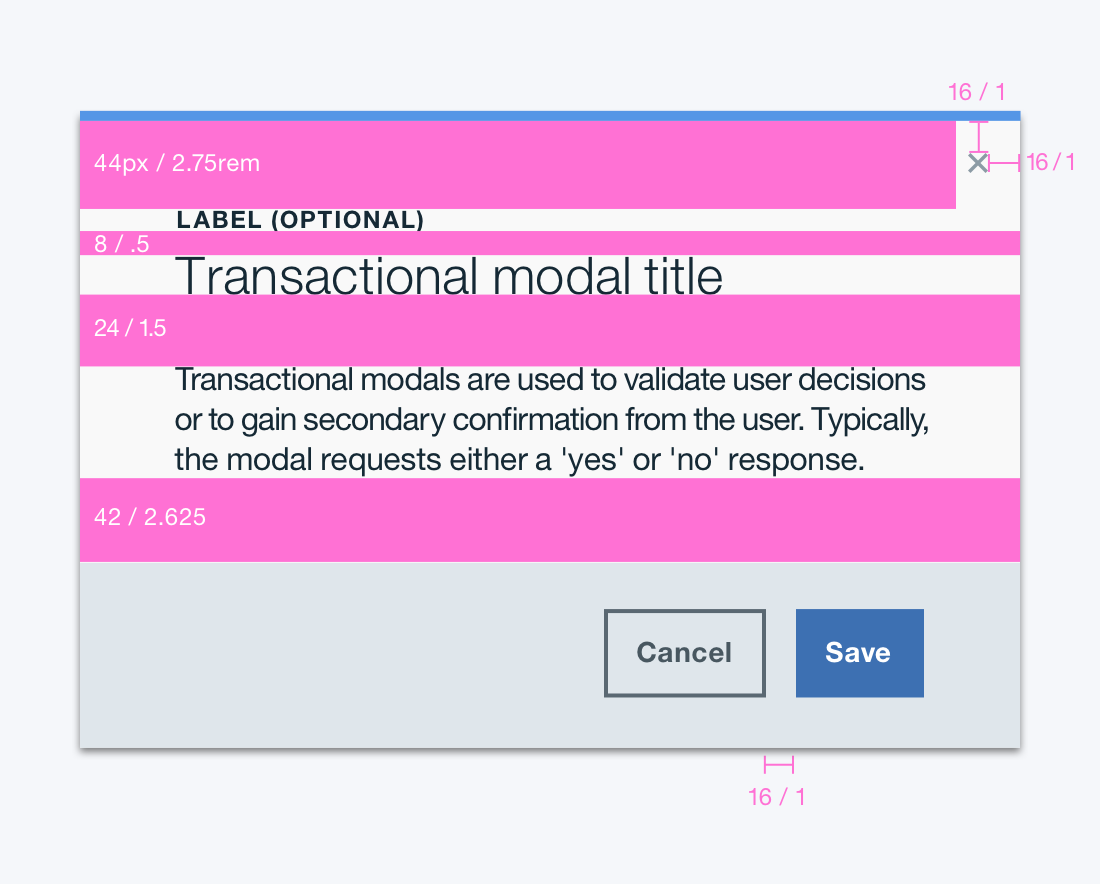 16 / 1
44px / 2.75rem
16 / 1
LABEL (OPTIONAL)
8 / .5
Transactional modal title
24 / 1.5
Transactional modals are used to validate user decisions
or to gain secondary confirmation from the user. Typically,
the modal requests either a 'yes' or 'no' response.
42 / 2.625
Cancel
Save
16 / 1